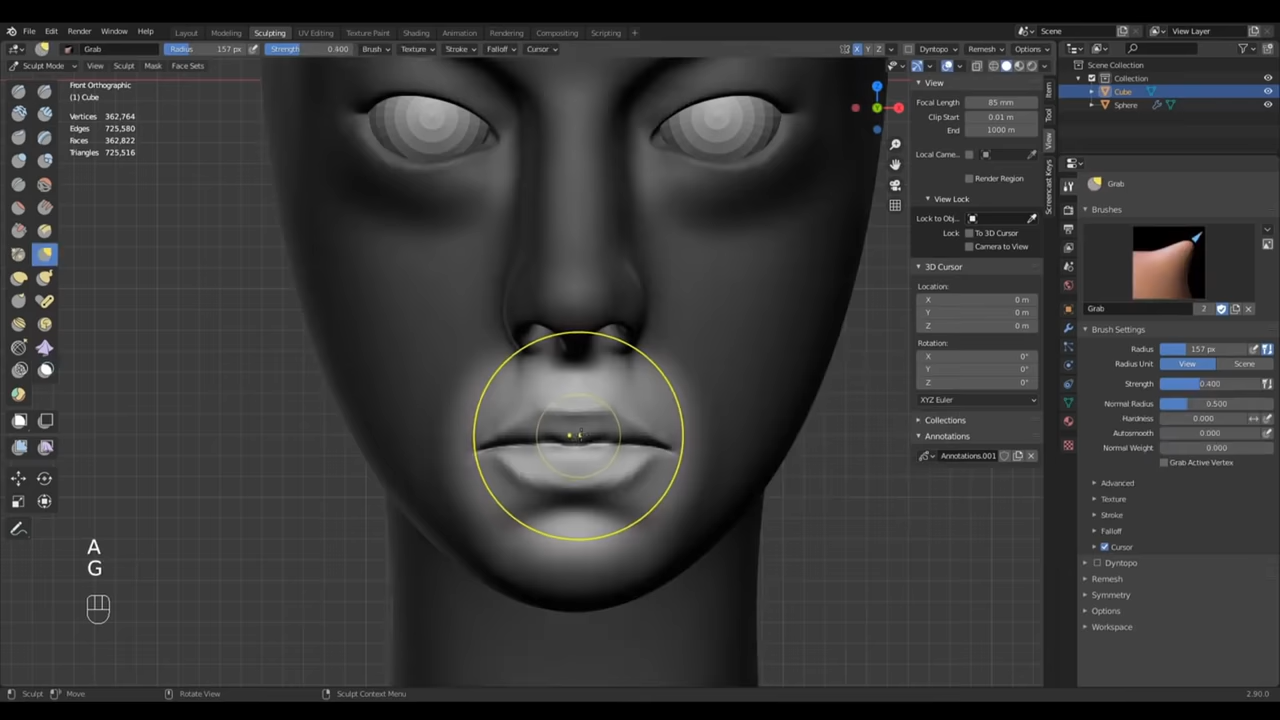 File Edit Render Window Help Layout Modeling Sculpting UV Editing Texture Paint Shading Animation Rendering Compositing Scripting + Scene View Layer
Grab Radius 157 px Strength 0.400 Brush Texture Stroke Falloff Cursor X Y Z Dyntopo Remesh Options
Sculpt Mode View Sculpt Mask Face Sets
Scene Collection
Collection
Cube
Sphere
Front Orthographic
(1) Cube
Vertices 362,764
Edges 725,580
Faces 362,822
Triangles 725,516
Z
X
Y
View
Focal Length 85 mm
Clip Start 0.01 m
End 1000 m
Local Came...
Render Region
View Lock
Lock to Obj...
Lock To 3D Cursor
Camera to View
3D Cursor
Location:
X 0 m
Y 0 m
Z 0 m
Rotation:
X 0°
Y 0°
Z 0°
XYZ Euler
Collections
Annotations
Annotations.001
Item
Tool
View
Screencast Keys
Grab
Brushes
Grab 2
Brush Settings
Radius 157 px
Radius Unit View Scene
Strength 0.400
Normal Radius 0.500
Hardness 0.000
Autosmooth 0.000
Normal Weight 0.000
Grab Active Vertex
Advanced
Texture
Stroke
Falloff
Cursor
Dyntopo
Remesh
Symmetry
Options
Workspace
A
G
Sculpt Move Rotate View Sculpt Context Menu 2.90.0